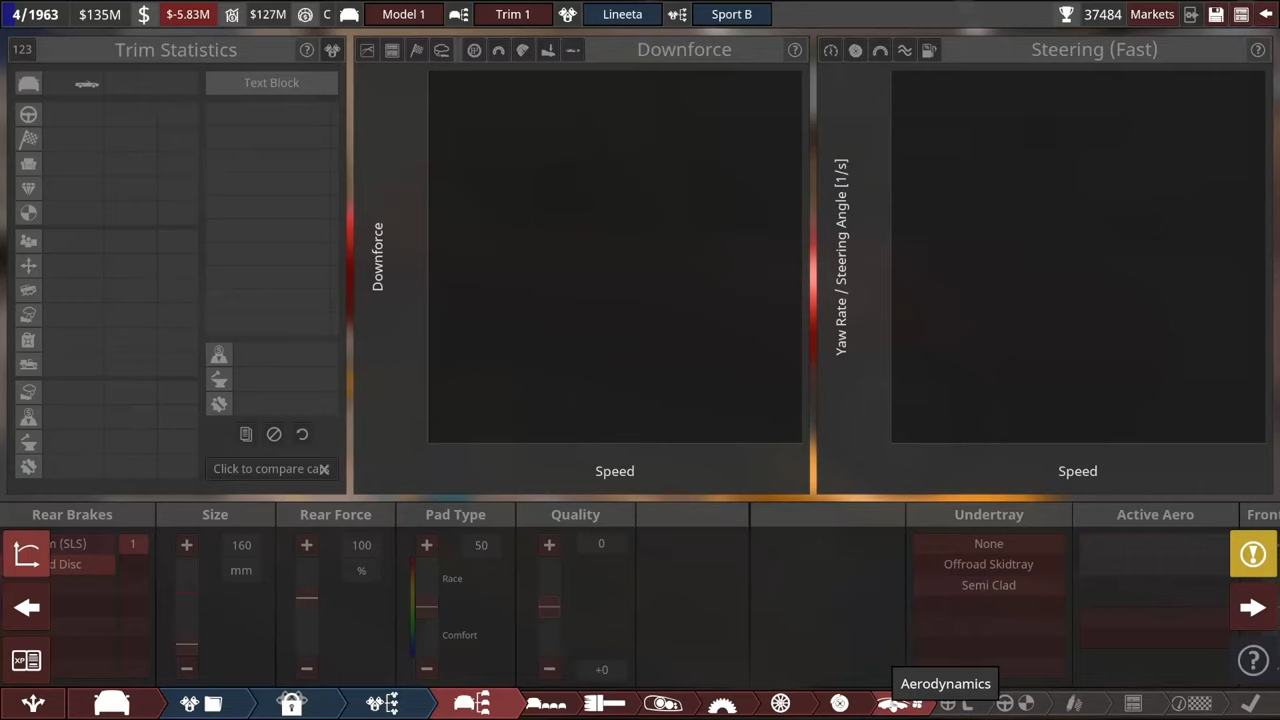 4/1963 $135M $-5.83M $127M C Model 1 Trim 1 Lineeta Sport B 37484 Markets
123 Trim Statistics
Downforce
Steering (Fast)
Text Block
Click to compare ca
Downforce
Speed
Yaw Rate / Steering Angle [1/s]
Speed
Rear Brakes Size Rear Force Pad Type Quality Undertray Active Aero Fron
m (SLS) 1 160 100 50 0 None
d Disc mm % Offroad Skidtray
Race Semi Clad
Comfort
+0
XP
Aerodynamics